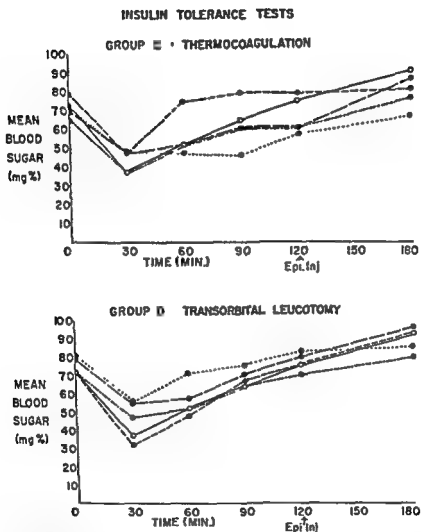 INSULIN TOLERANCE TESTS
GROUP E • THERMOCOAGULATION
100
90
80
70
60
50
40
30
20
10
MEAN
BLOOD
SUGAR
(mg%)
0 30 60 90 120 150 180
TIME (MIN.)
Epi. Inj
GROUP D TRANSORBITAL LEUCOTOMY
100
90
80
70
60
50
40
30
20
10
MEAN
BLOOD
SUGAR
(mg%)
0 30 60 90 120 150 180
TIME (MIN.)
Epi. Inj